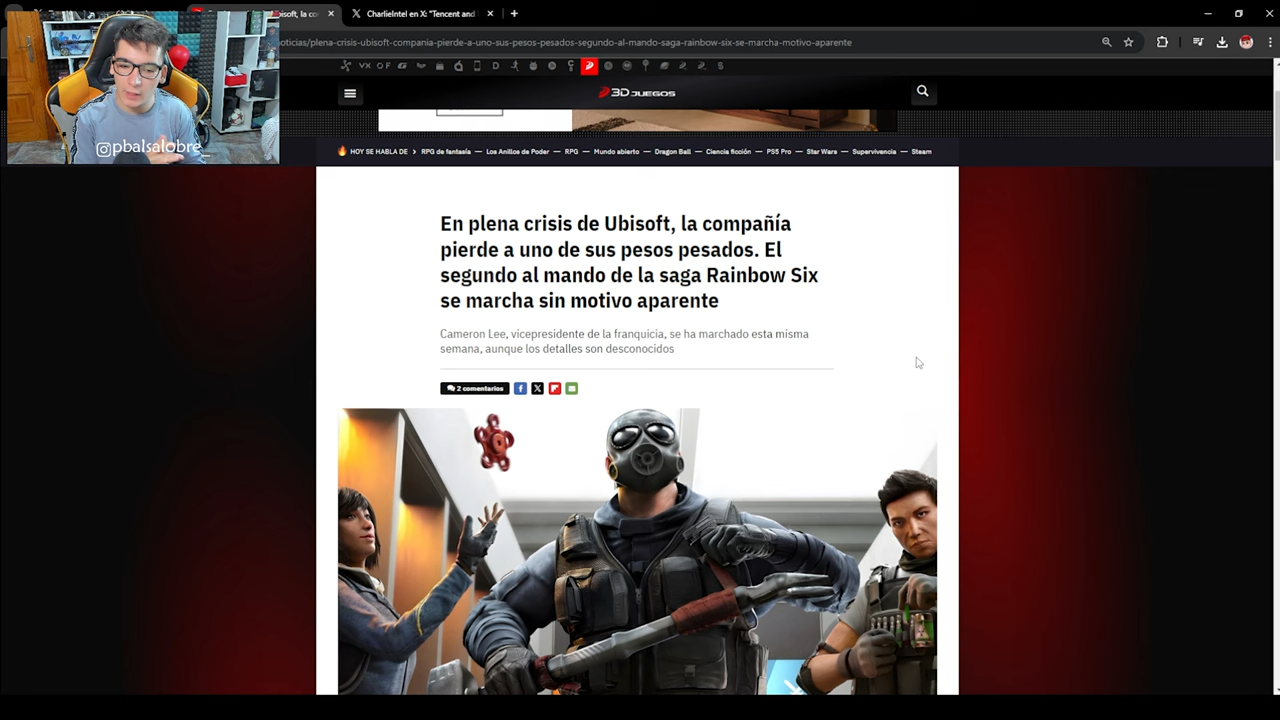 Ubisoft, la co
CharlieIntel en X: "Tencent and
oticias/plena-crisis-ubisoft-compania-pierde-a-uno-sus-pesos-pesados-segundo-al-mando-saga-rainbow-six-se-marcha-motivo-aparente
3DJUEGOS
pbalsalobre_
HOY SE HABLA DE > RPG de fantasía — Los Anillos de Poder — RPG — Mundo abierto — Dragon Ball — Ciencia ficción — PS5 Pro — Star Wars — Supervivencia — Steam
En plena crisis de Ubisoft, la compañía
pierde a uno de sus pesos pesados. El
segundo al mando de la saga Rainbow Six
se marcha sin motivo aparente
Cameron Lee, vicepresidente de la franquicia, se ha marchado esta misma
semana, aunque los detalles son desconocidos
2 comentarios